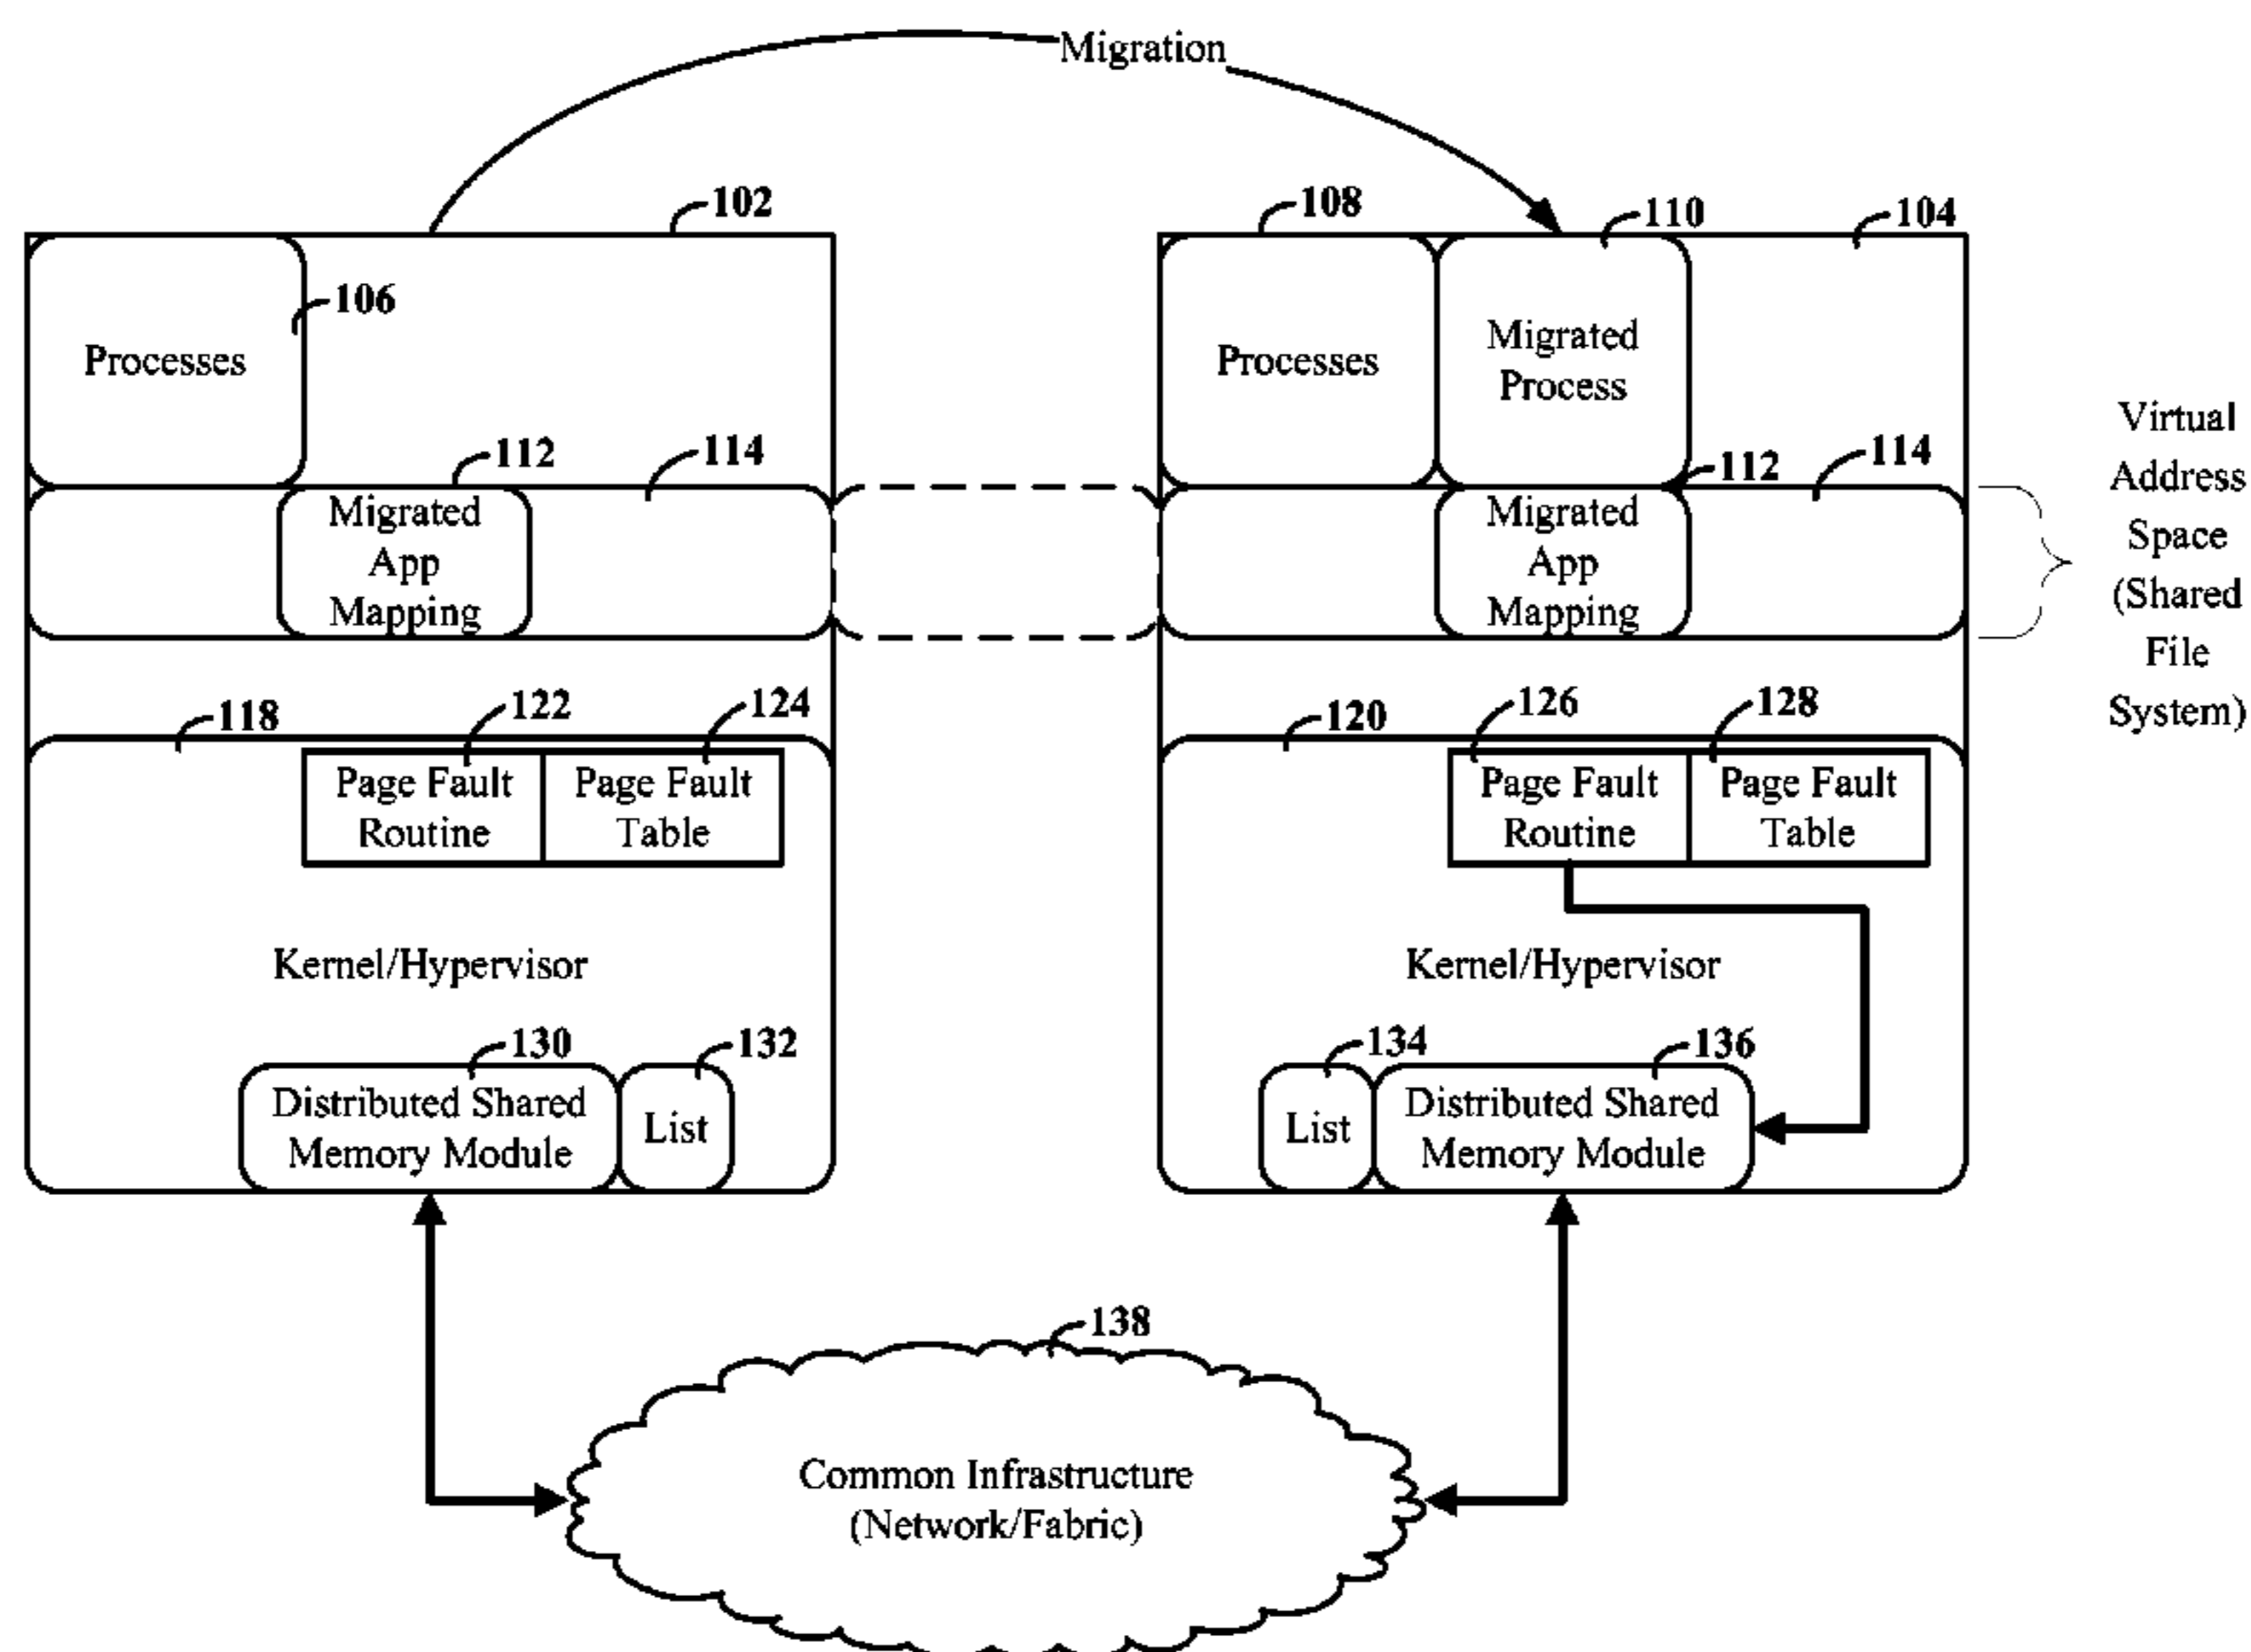 Migration
102
108
110
104
106
Processes
Processes
Migrated
Process
112
114
112
114
Migrated
App
Mapping
Migrated
App
Mapping
Virtual
Address
Space
(Shared
File
System)
118
122
124
120
126
128
Page Fault
Routine
Page Fault
Table
Page Fault
Routine
Page Fault
Table
Kernel/Hypervisor
Kernel/Hypervisor
130
132
134
136
Distributed Shared
Memory Module
List
List
Distributed Shared
Memory Module
138
Common Infrastructure
(Network/Fabric)